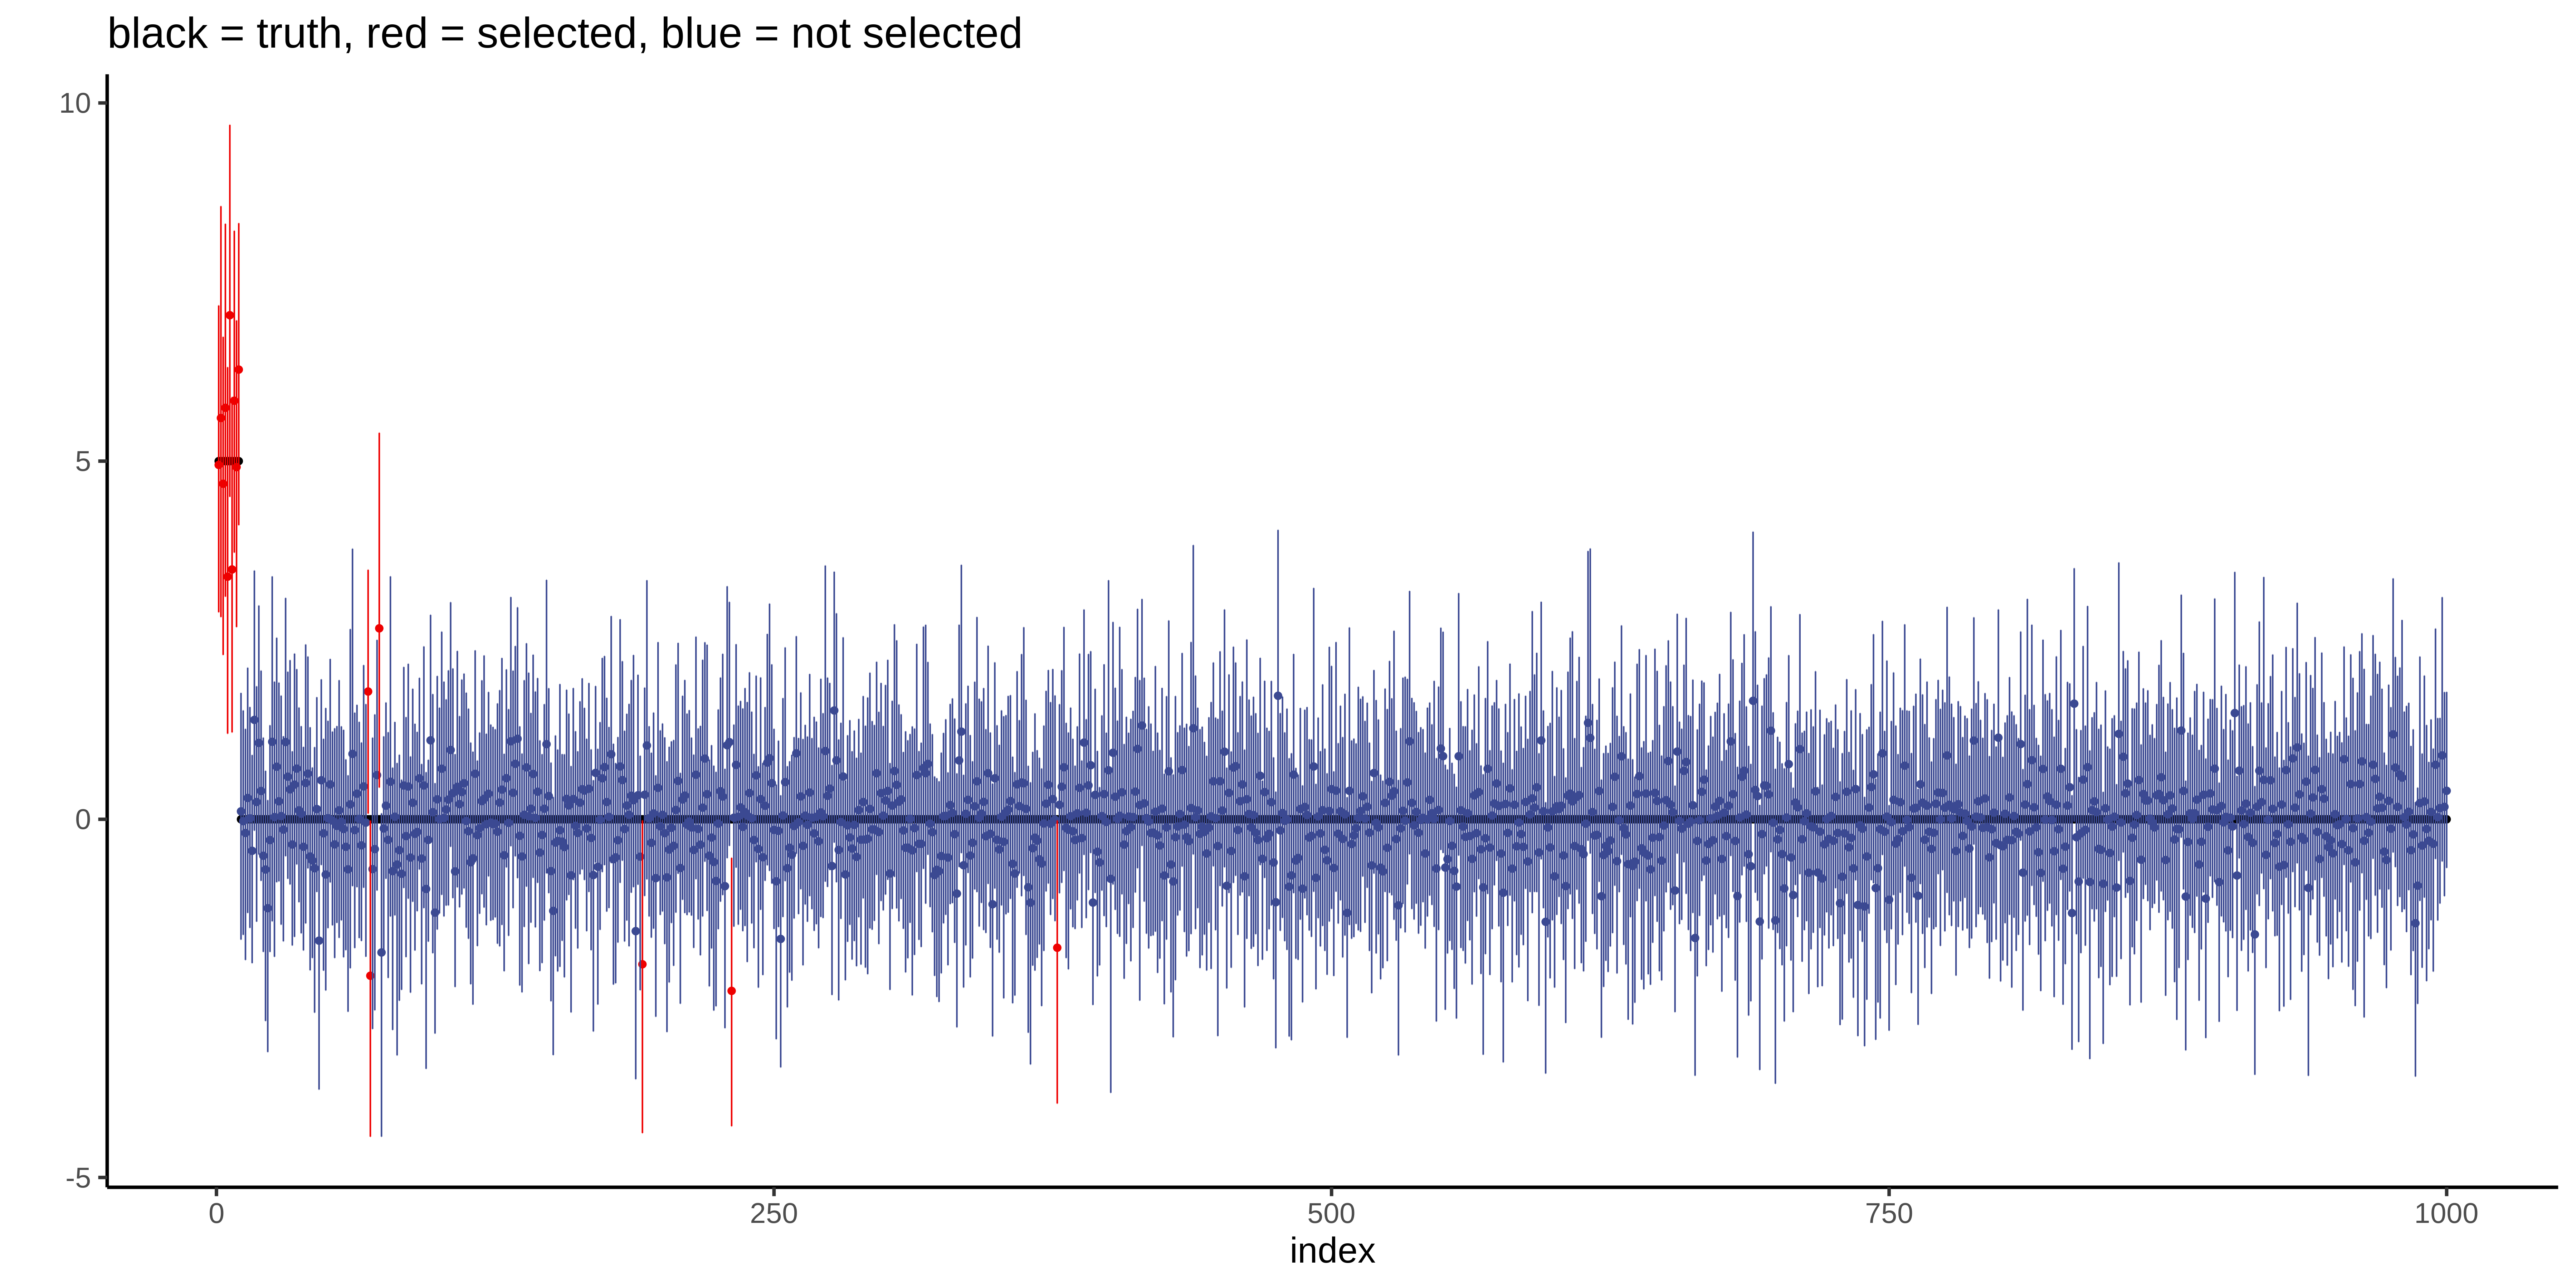 black = truth, red = selected, blue = not selected
10
5
0
-5
0 250 500 750 1000
index